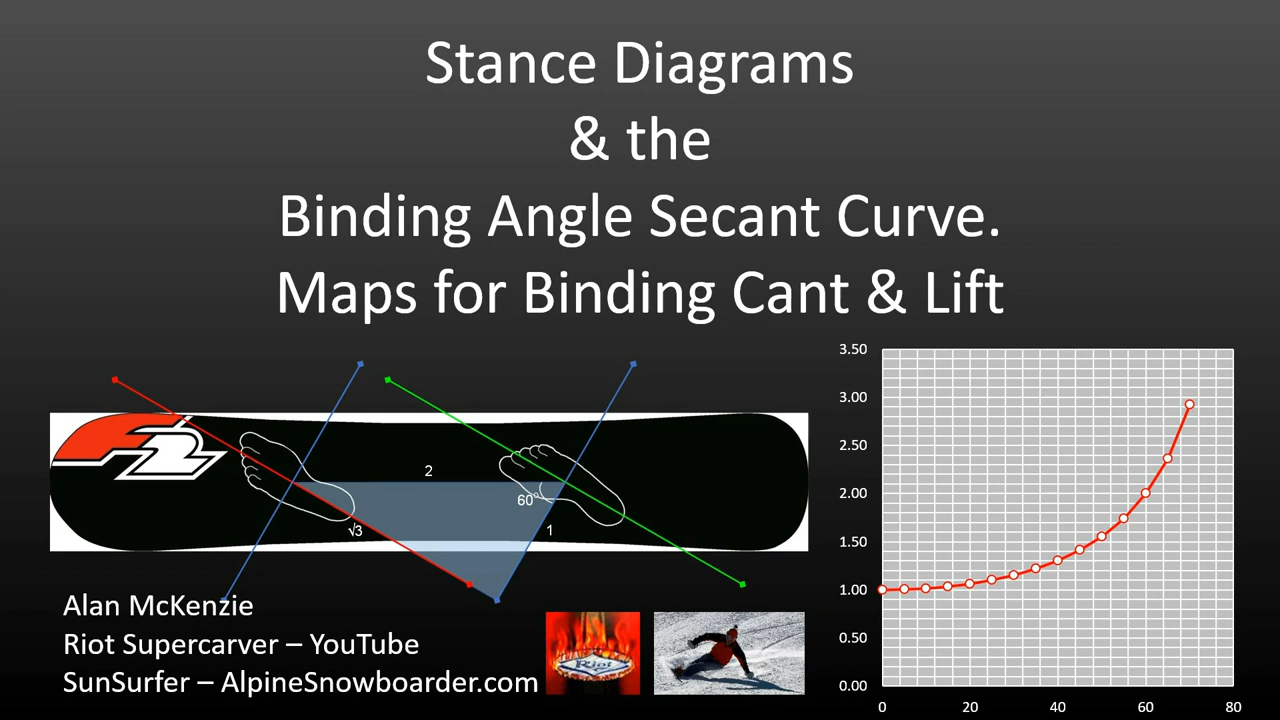 Stance Diagrams
& the
Binding Angle Secant Curve.
Maps for Binding Cant & Lift
2
60°
√3
1
Alan McKenzie
Riot Supercarver – YouTube
SunSurfer – AlpineSnowboarder.com
Riot
3.50
3.00
2.50
2.00
1.50
1.00
0.50
0.00
0 20 40 60 80
F2